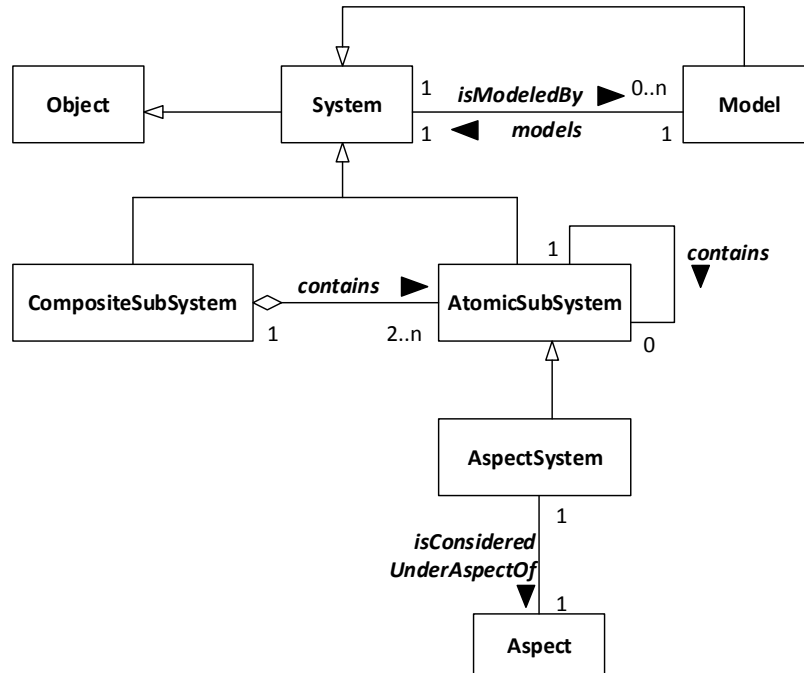 Object
System
Model
1
isModeledBy
0..n
1
models
1
CompositeSubSystem
1
contains
2..n
AtomicSubSystem
1
contains
0
AspectSystem
1
isConsidered
UnderAspectOf
1
Aspect